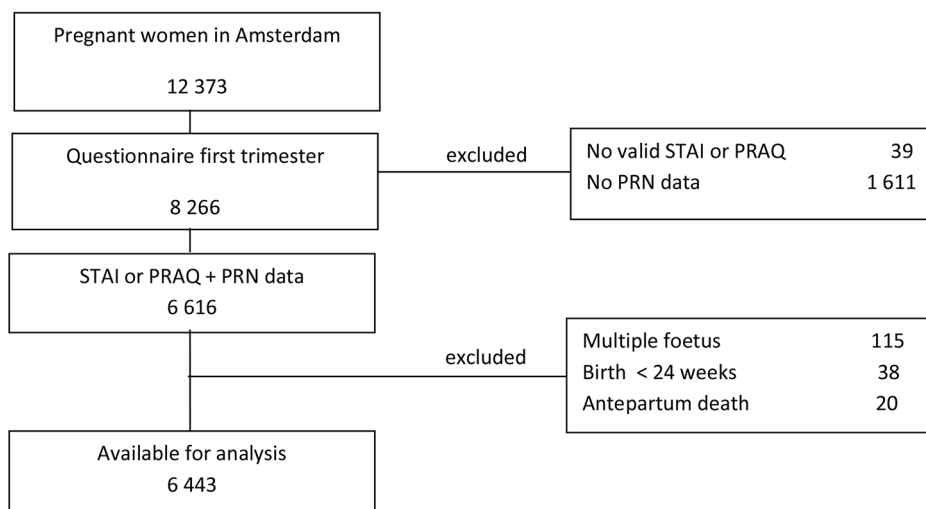 Pregnant women in Amsterdam
12 373
Questionnaire first trimester
8 266
excluded
No valid STAI or PRAQ 39
No PRN data 1 611
STAI or PRAQ + PRN data
6 616
excluded
Multiple foetus 115
Birth < 24 weeks 38
Antepartum death 20
Available for analysis
6 443